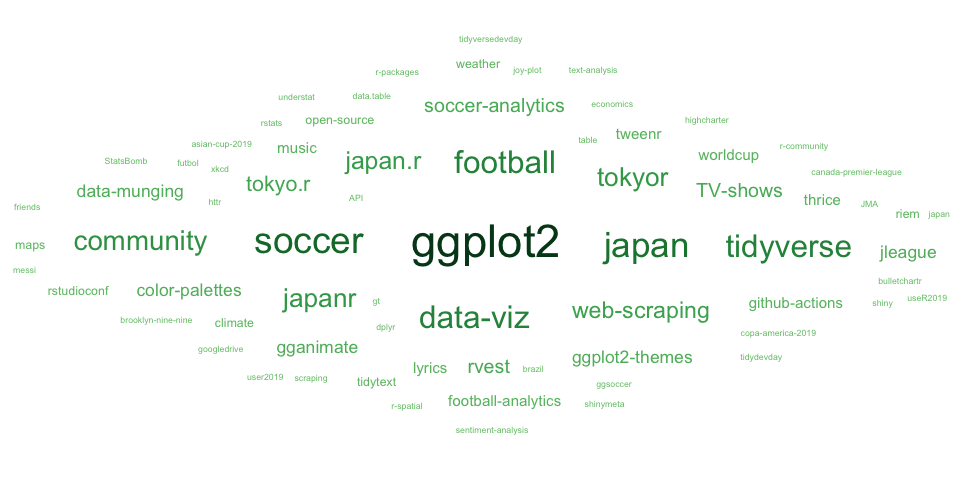 tidyversedevday
weather
r-packages
joy-plot
text-analysis
understat
data.table
soccer-analytics
economics
rstats
open-source
highcharter
asian-cup-2019
music
table
tweenr
r-community
StatsBomb
futbol
xkcd
japan.r
football
worldcup
canada-premier-league
data-munging
tokyo.r
tokyor
TV-shows
friends
httr
API
thrice
JMA
riem
japan
maps
community
soccer
ggplot2
japan
tidyverse
jleague
messi
rstudioconf
color-palettes
japanr
gt
bulletchartr
brooklyn-nine-nine
climate
dplyr
data-viz
web-scraping
github-actions
shiny
useR2019
googledrive
gganimate
copa-america-2019
user2019
scraping
tidytext
lyrics
rvest
brazil
ggplot2-themes
tidydevday
ggsoccer
r-spatial
football-analytics
shinymeta
sentiment-analysis